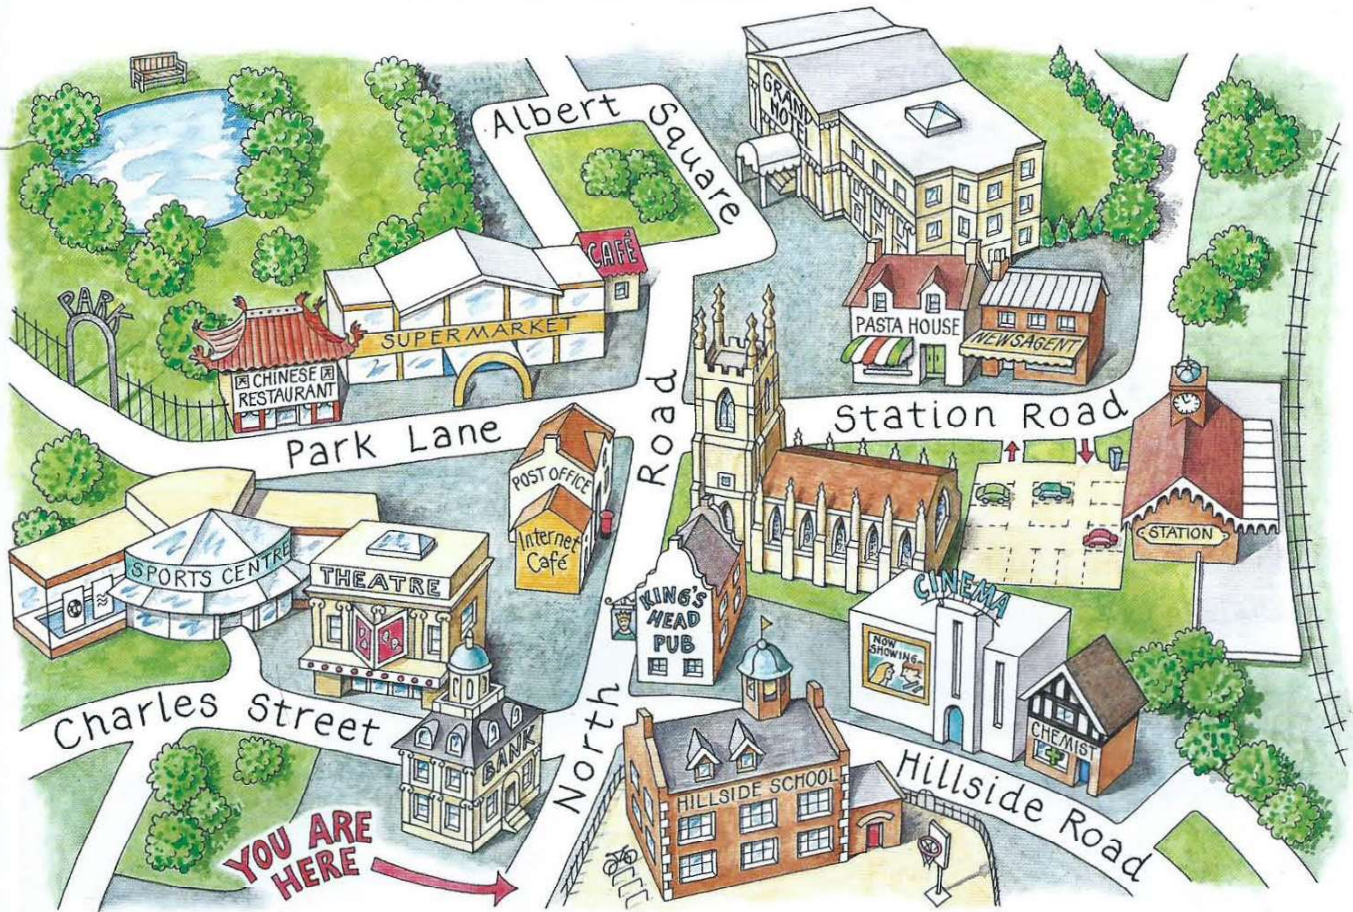 Albert Square
GRAND
HOTEL
CAFÉ
PARK
SUPERMARKET
CHINESE
RESTAURANT
PASTA HOUSE
NEWSAGENT
Station Road
Park Lane
North Road
POST OFFICE
Internet
Café
STATION
SPORTS CENTRE
THEATRE
KING'S
HEAD
PUB
CINEMA
NOW
SHOWING
CHEMIST
Charles Street
BANK
HILLSIDE SCHOOL
Hillside Road
YOU ARE
HERE